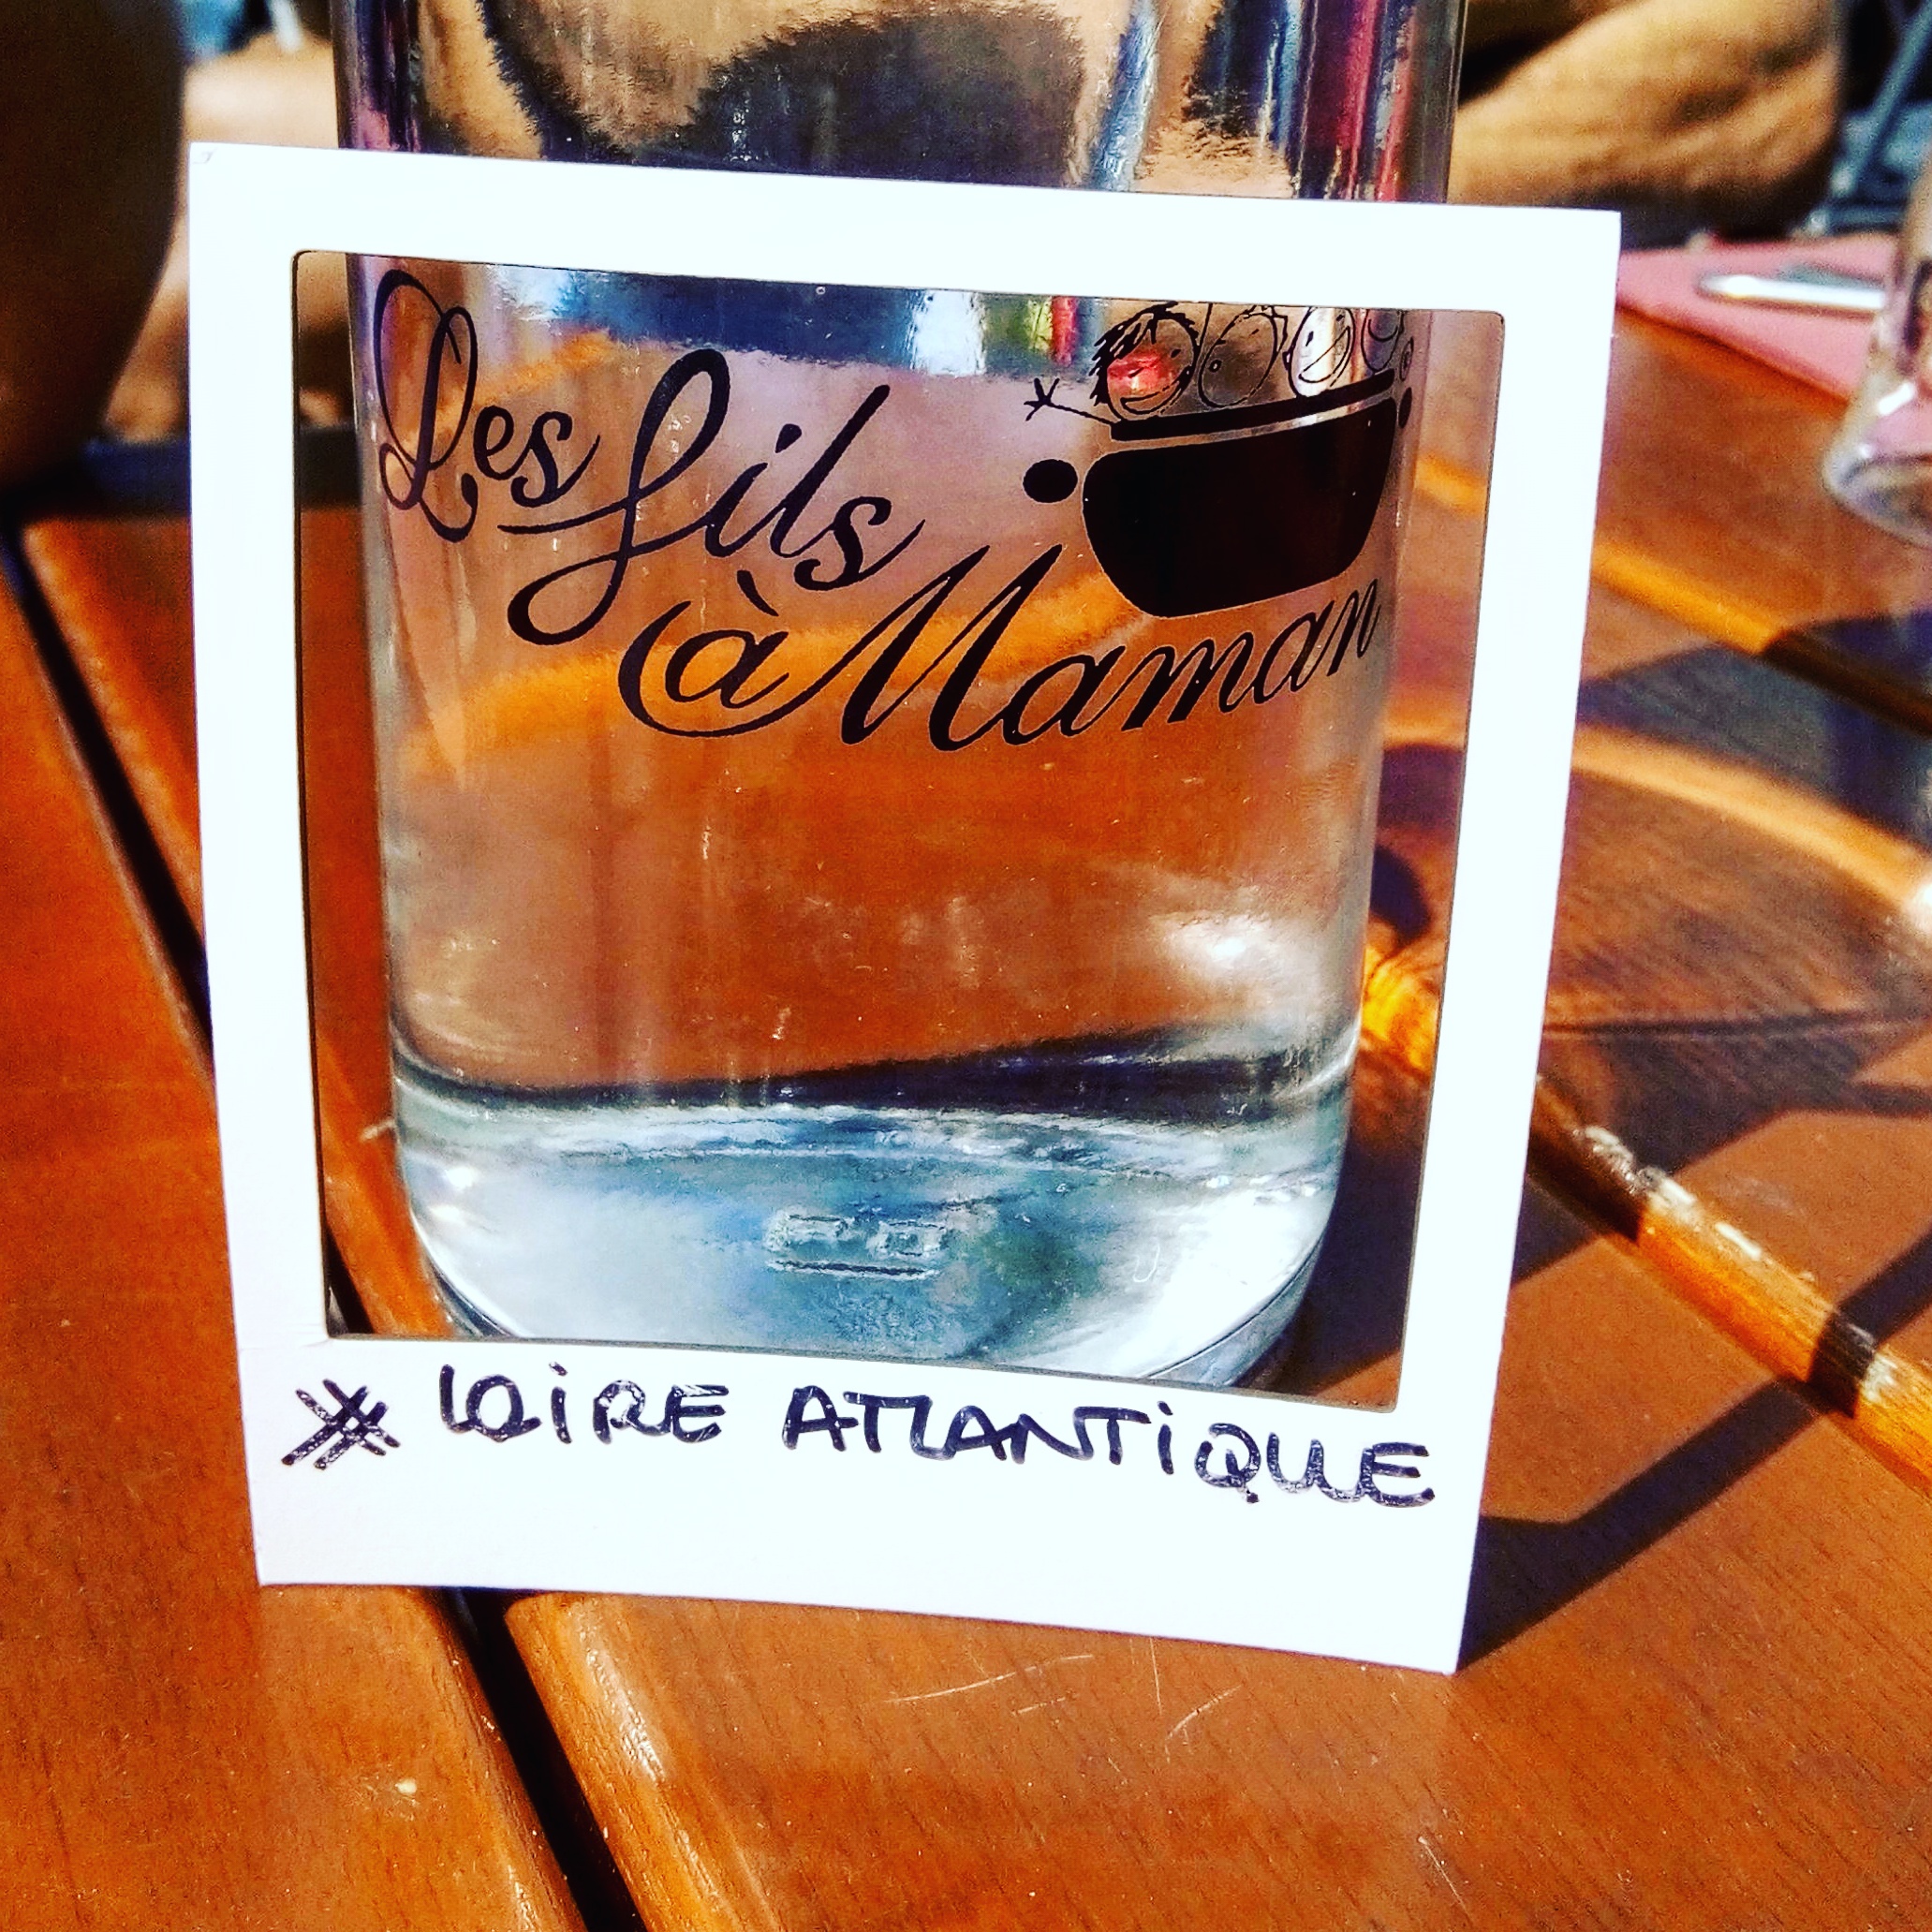 Les fils
à Maman
# LOiRE ATLANTiQUE